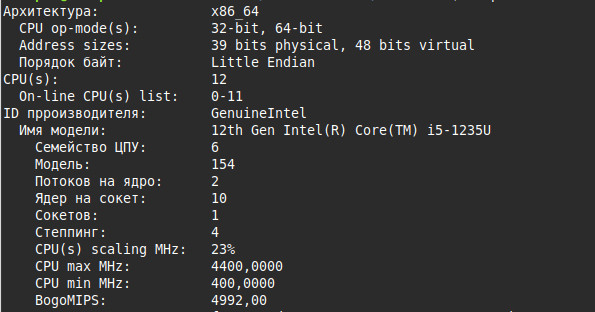 Архитектура: x86_64
CPU op-mode(s): 32-bit, 64-bit
Address sizes: 39 bits physical, 48 bits virtual
Порядок байт: Little Endian
CPU(s): 12
On-line CPU(s) list: 0-11
ID прроизводителя: GenuineIntel
Имя модели: 12th Gen Intel(R) Core(TM) i5-1235U
Семейство ЦПУ: 6
Модель: 154
Потоков на ядро: 2
Ядер на сокет: 10
Сокетов: 1
Степпинг: 4
CPU(s) scaling MHz: 23%
CPU max MHz: 4400,0000
CPU min MHz: 400,0000
BogoMIPS: 4992,00